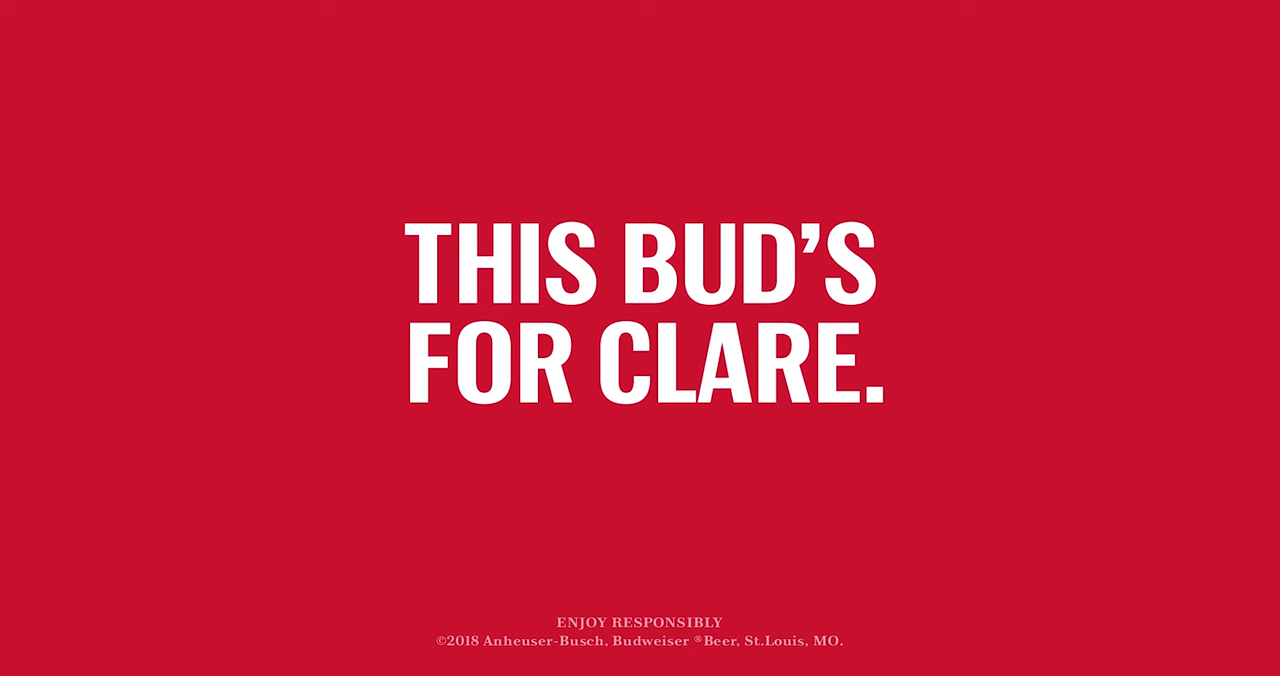 THIS BUD’S
FOR CLARE.
ENJOY RESPONSIBLY
©2018 Anheuser-Busch, Budweiser ®Beer, St.Louis, MO.